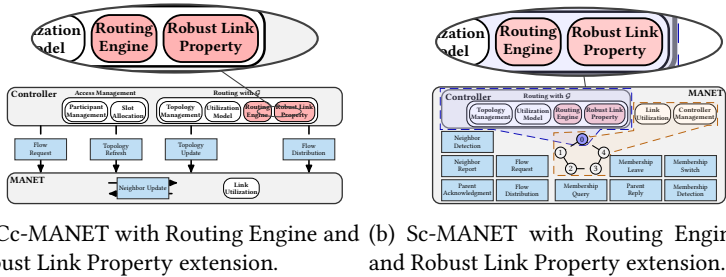 zation
odel
Routing
Engine
Robust Link
Property
Controller
Access Management
Routing with G
Participant
Management
Slot
Allocation
Topology
Management
Utilization
Model
Routing
Engine
Robust Link
Property
Flow
Request
Topology
Refresh
Topology
Update
Flow
Distribution
MANET
Neighbor Update
Link
Utilization
Cc-MANET with Routing Engine and
bust Link Property extension.
zation
odel
Routing
Engine
Robust Link
Property
MANET
Controller
Routing with G
Topology
Management
Utilization
Model
Routing
Engine
Robust Link
Property
Link
Utilization
Controller
Management
Neighbor
Detection
0
1
4
2
3
Neighbor
Report
Flow
Request
Membership
Leave
Membership
Switch
Parent
Acknowledgment
Flow
Distribution
Membership
Query
Parent
Reply
Membership
Detection
(b) Sc-MANET with Routing Engin
and Robust Link Property extension.